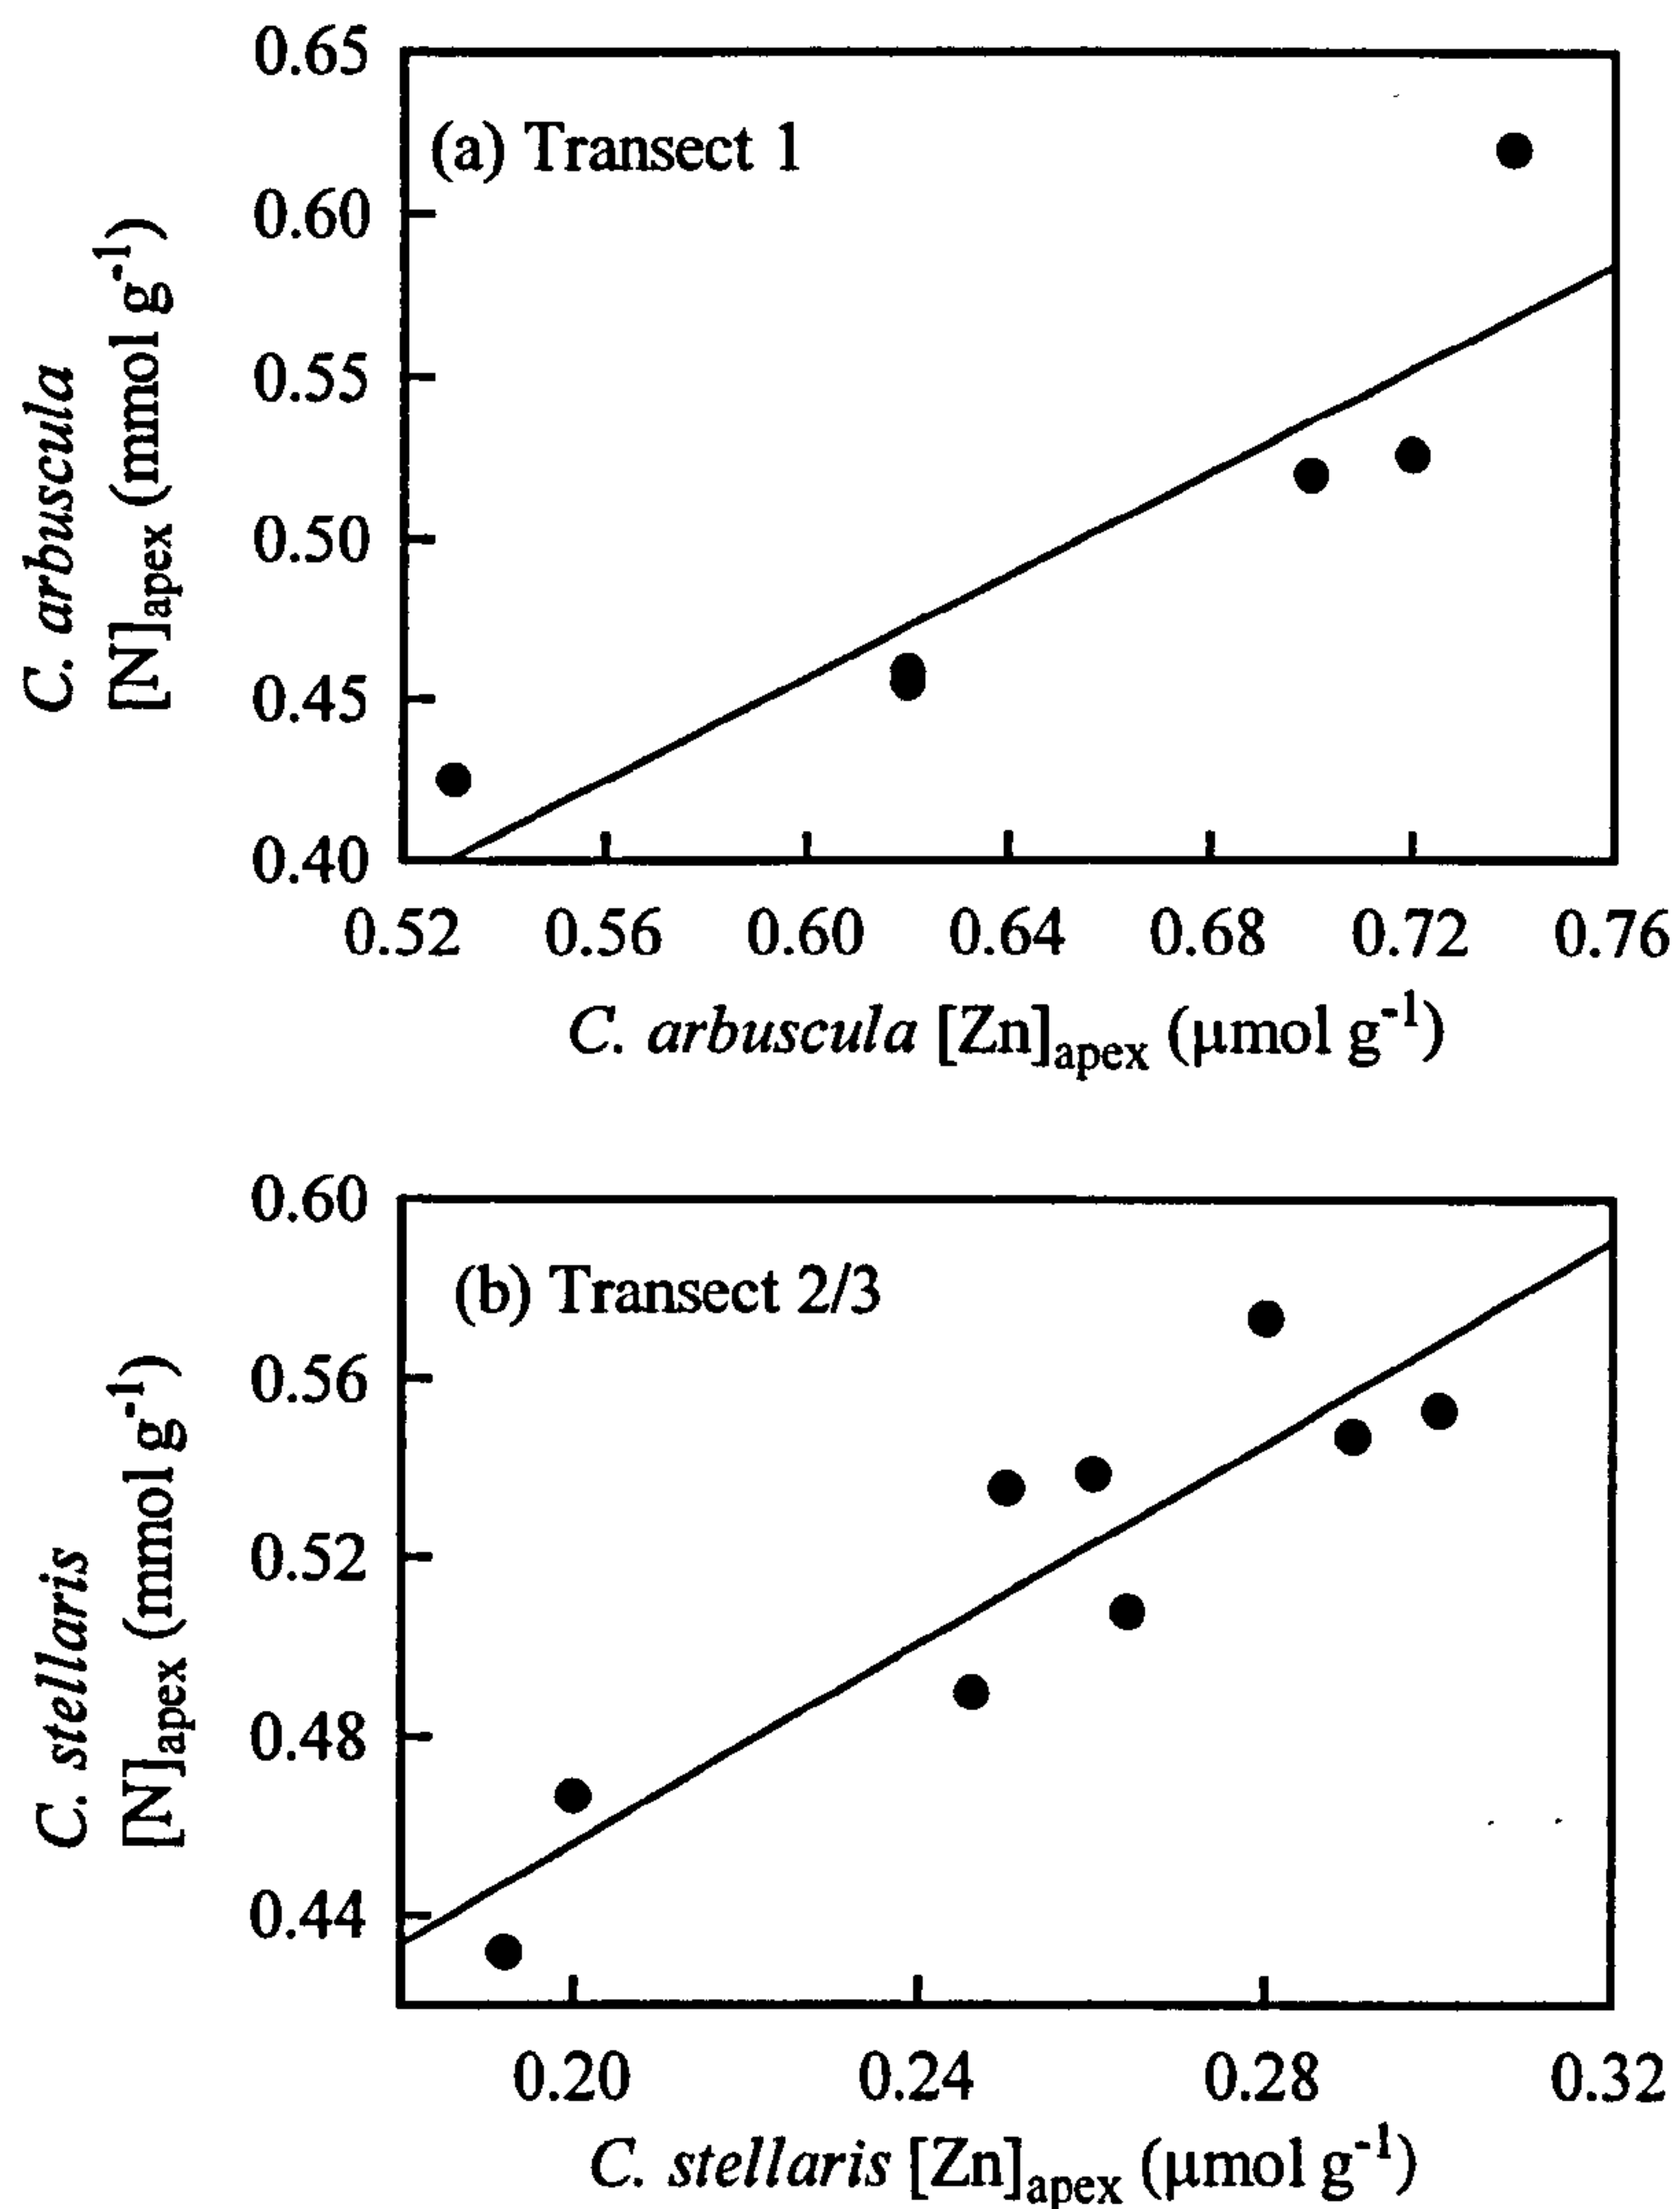 0.65
(a) Transect 1
0.60
0.55
0.50
0.45
0.40
C. arbuscula
[N]apex (mmol g-1)
0.52 0.56 0.60 0.64 0.68 0.72 0.76
C. arbuscula [Zn]apex (μmol g-1)
0.60
(b) Transect 2/3
0.56
0.52
0.48
0.44
C. stellaris
[N]apex (mmol g-1)
0.20 0.24 0.28 0.32
C. stellaris [Zn]apex (μmol g-1)